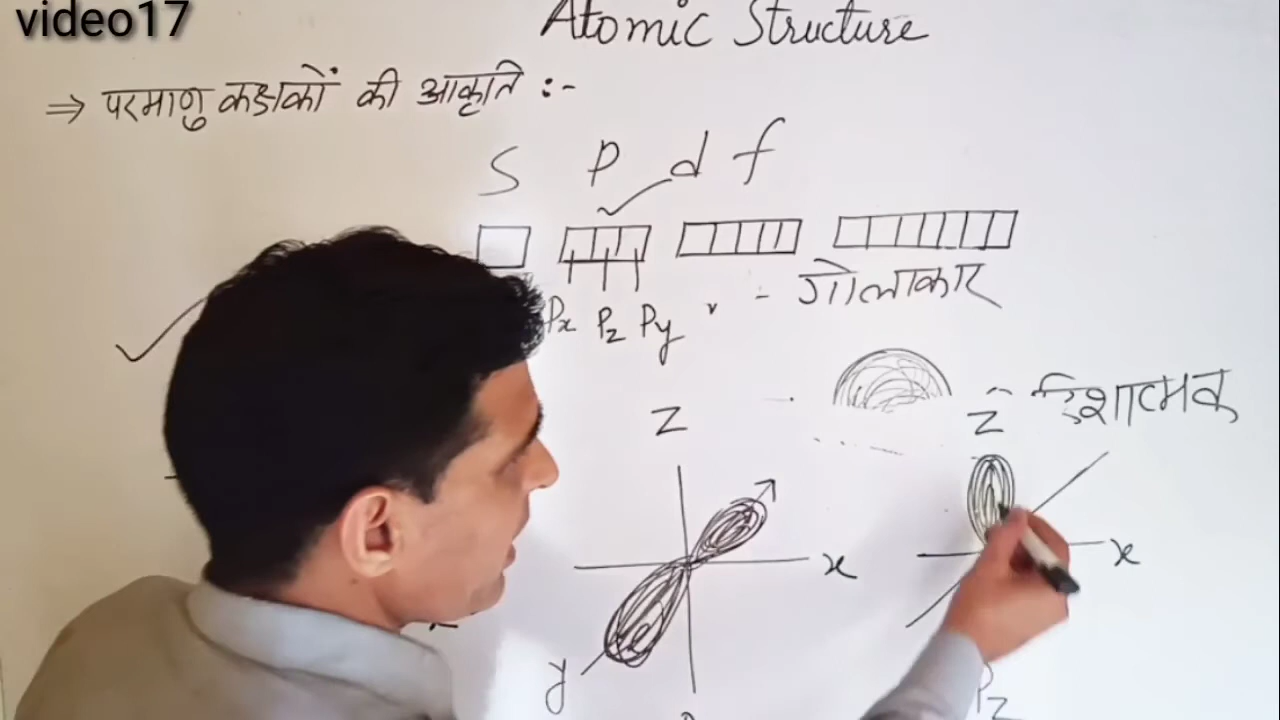 video17
Atomic Structure
⇒ परमाणु कक्षकों की आकृति :-
S P d f
Px Pz Py
- गोलाकार
दिशात्मक
Z
Z
x
x
y
Pz